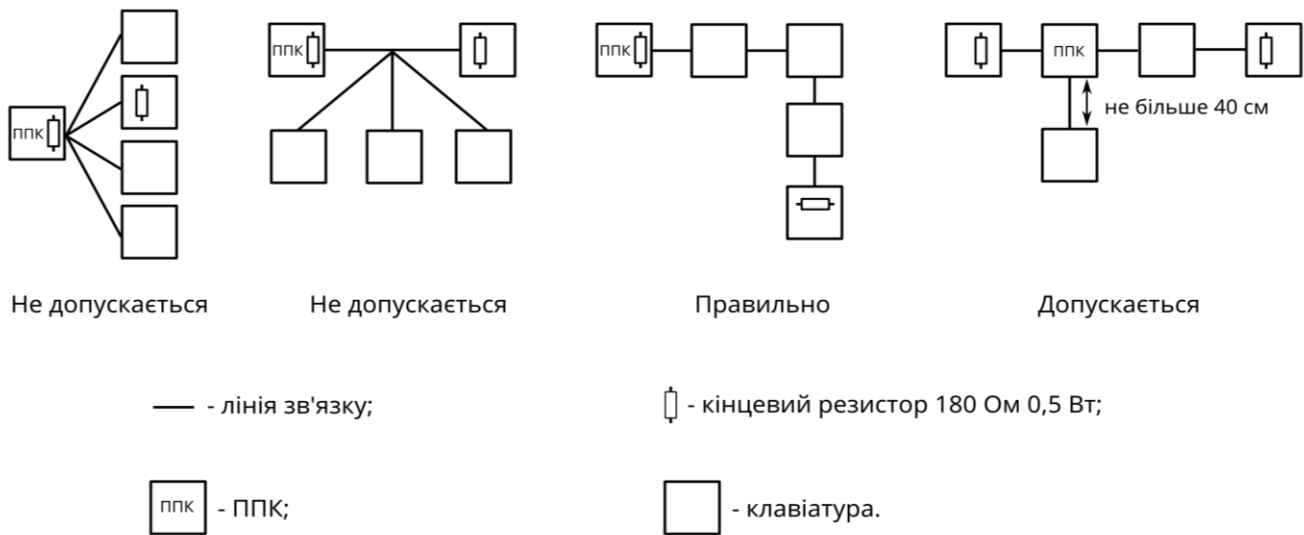 ППК
ППК
ППК
ППК
не більше 40 см
Не допускається
Не допускається
Правильно
Допускається
- лінія зв'язку;
- кінцевий резистор 180 Ом 0,5 Вт;
ППК
- ППК;
- клавіатура.